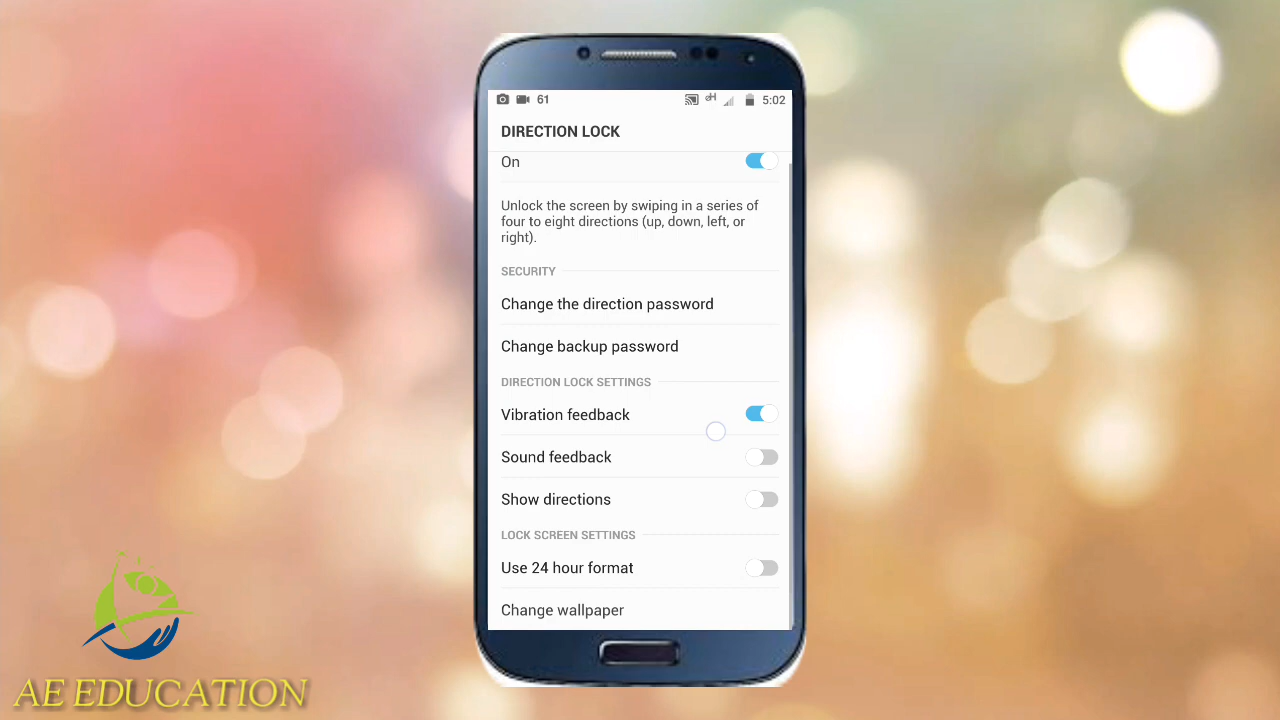 61
5:02
DIRECTION LOCK
On
Unlock the screen by swiping in a series of
four to eight directions (up, down, left, or
right).
SECURITY
Change the direction password
Change backup password
DIRECTION LOCK SETTINGS
Vibration feedback
Sound feedback
Show directions
LOCK SCREEN SETTINGS
Use 24 hour format
Change wallpaper
AE EDUCATION